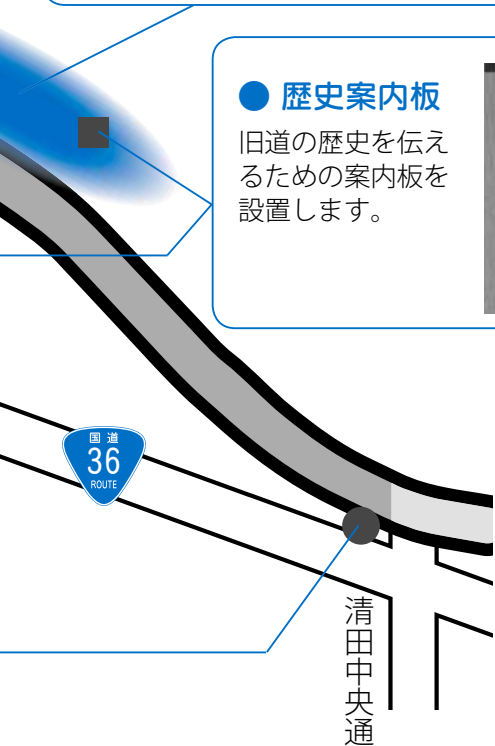 ● 歴史案内板
旧道の歴史を伝え
るための案内板を
設置します。
国道
36
ROUTE
清田中央通